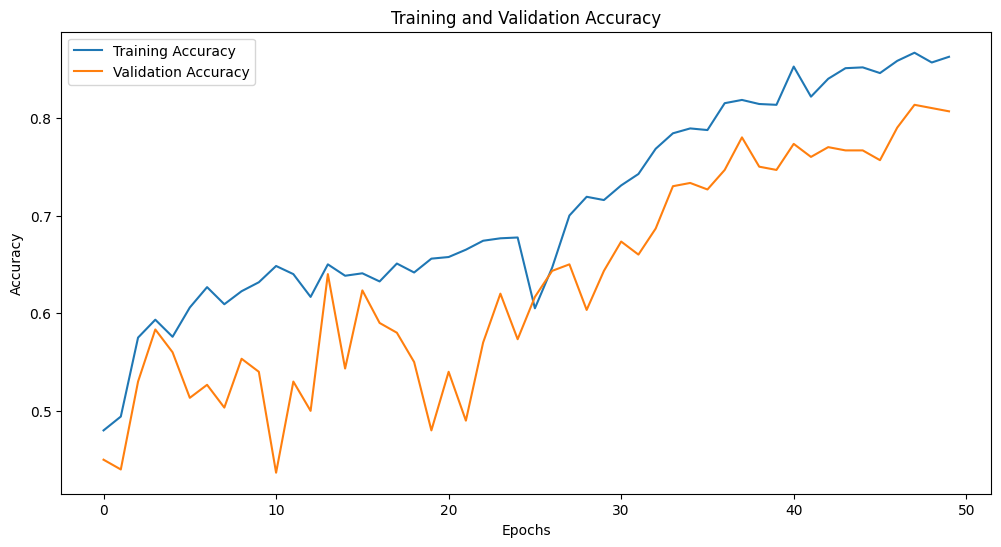 Training and Validation Accuracy
Training Accuracy
Validation Accuracy
Accuracy
0.8
0.7
0.6
0.5
0
10
20
30
40
50
Epochs